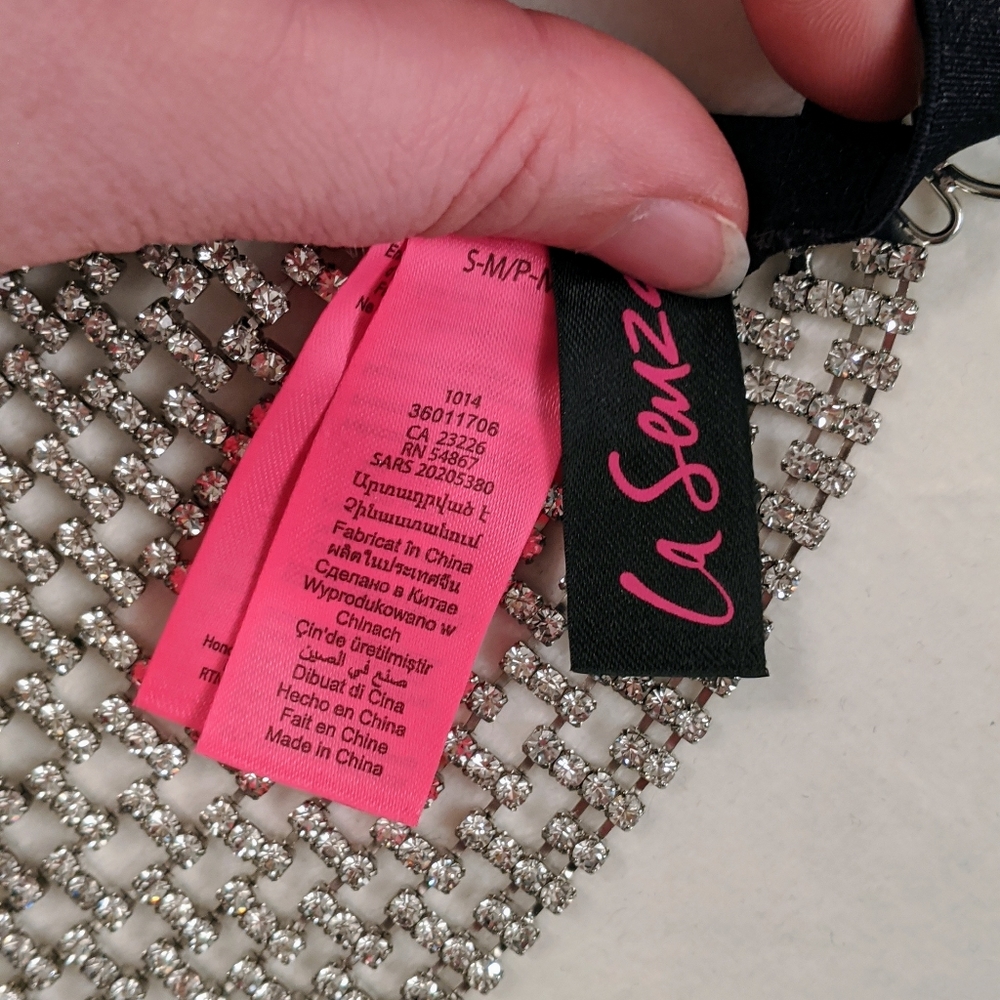 S-M/P-M
1014
36011706
CA 23226
RN 54867
SARS 20205380
Արտադրված է
Չինաստանում
Fabricat în China
ผลิตในประเทศจีน
Сделано в Китае
Wyprodukowano w
Chinach
Çin'de üretilmiştir
صنع في الصين
Dibuat di Cina
Hecho en China
Fait en Chine
Made in China
La Senza